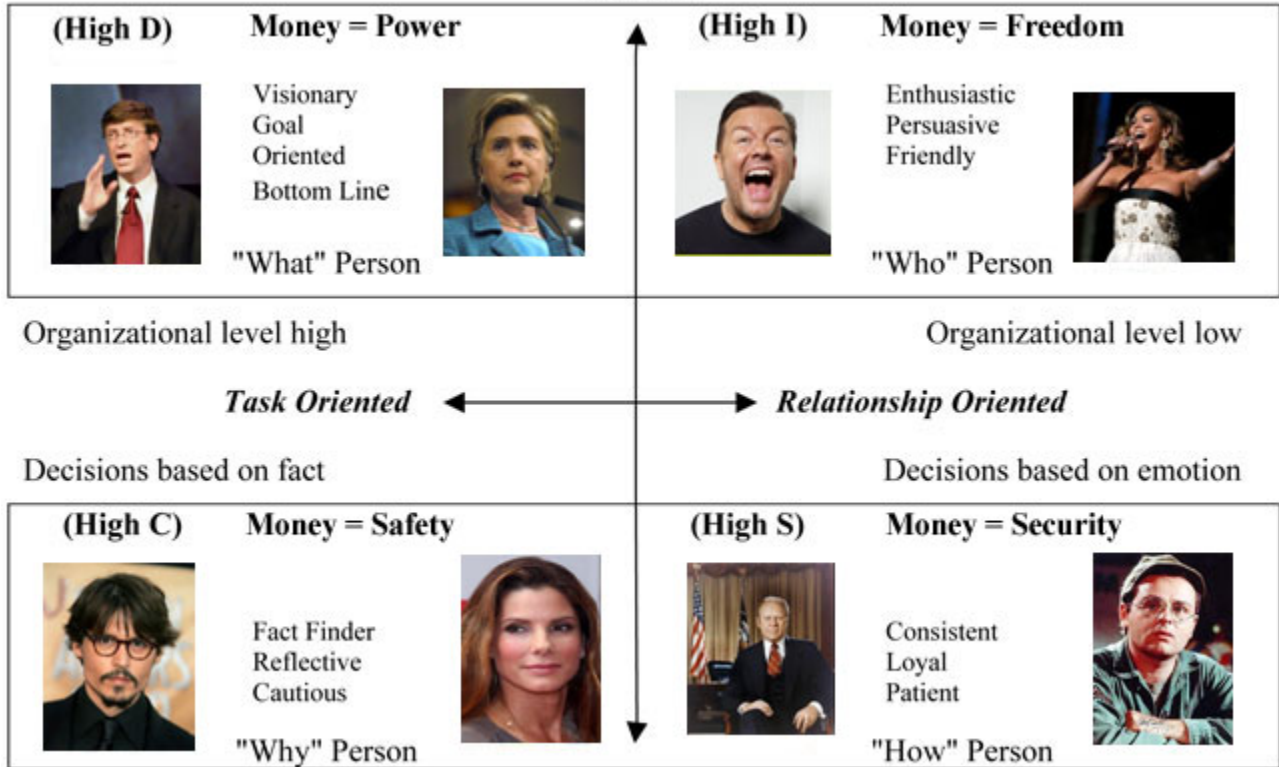 (High D) Money = Power
Visionary
Goal
Oriented
Bottom Line
"What" Person
(High I) Money = Freedom
Enthusiastic
Persuasive
Friendly
"Who" Person
Organizational level high
Organizational level low
Task Oriented
Relationship Oriented
Decisions based on fact
Decisions based on emotion
(High C) Money = Safety
Fact Finder
Reflective
Cautious
"Why" Person
(High S) Money = Security
Consistent
Loyal
Patient
"How" Person